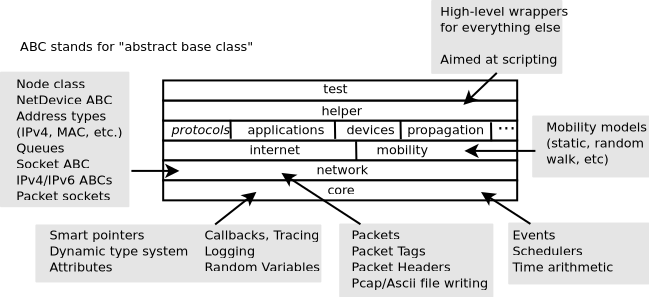 High-level wrappers
for everything else
Aimed at scripting
ABC stands for "abstract base class"
Node class
NetDevice ABC
Address types
(IPv4, MAC, etc.)
Queues
Socket ABC
IPv4/IPv6 ABCs
Packet sockets
test
helper
protocols applications devices propagation ...
internet mobility
network
core
Mobility models
(static, random
walk, etc)
Smart pointers
Dynamic type system
Attributes
Callbacks, Tracing
Logging
Random Variables
Packets
Packet Tags
Packet Headers
Pcap/Ascii file writing
Events
Schedulers
Time arithmetic